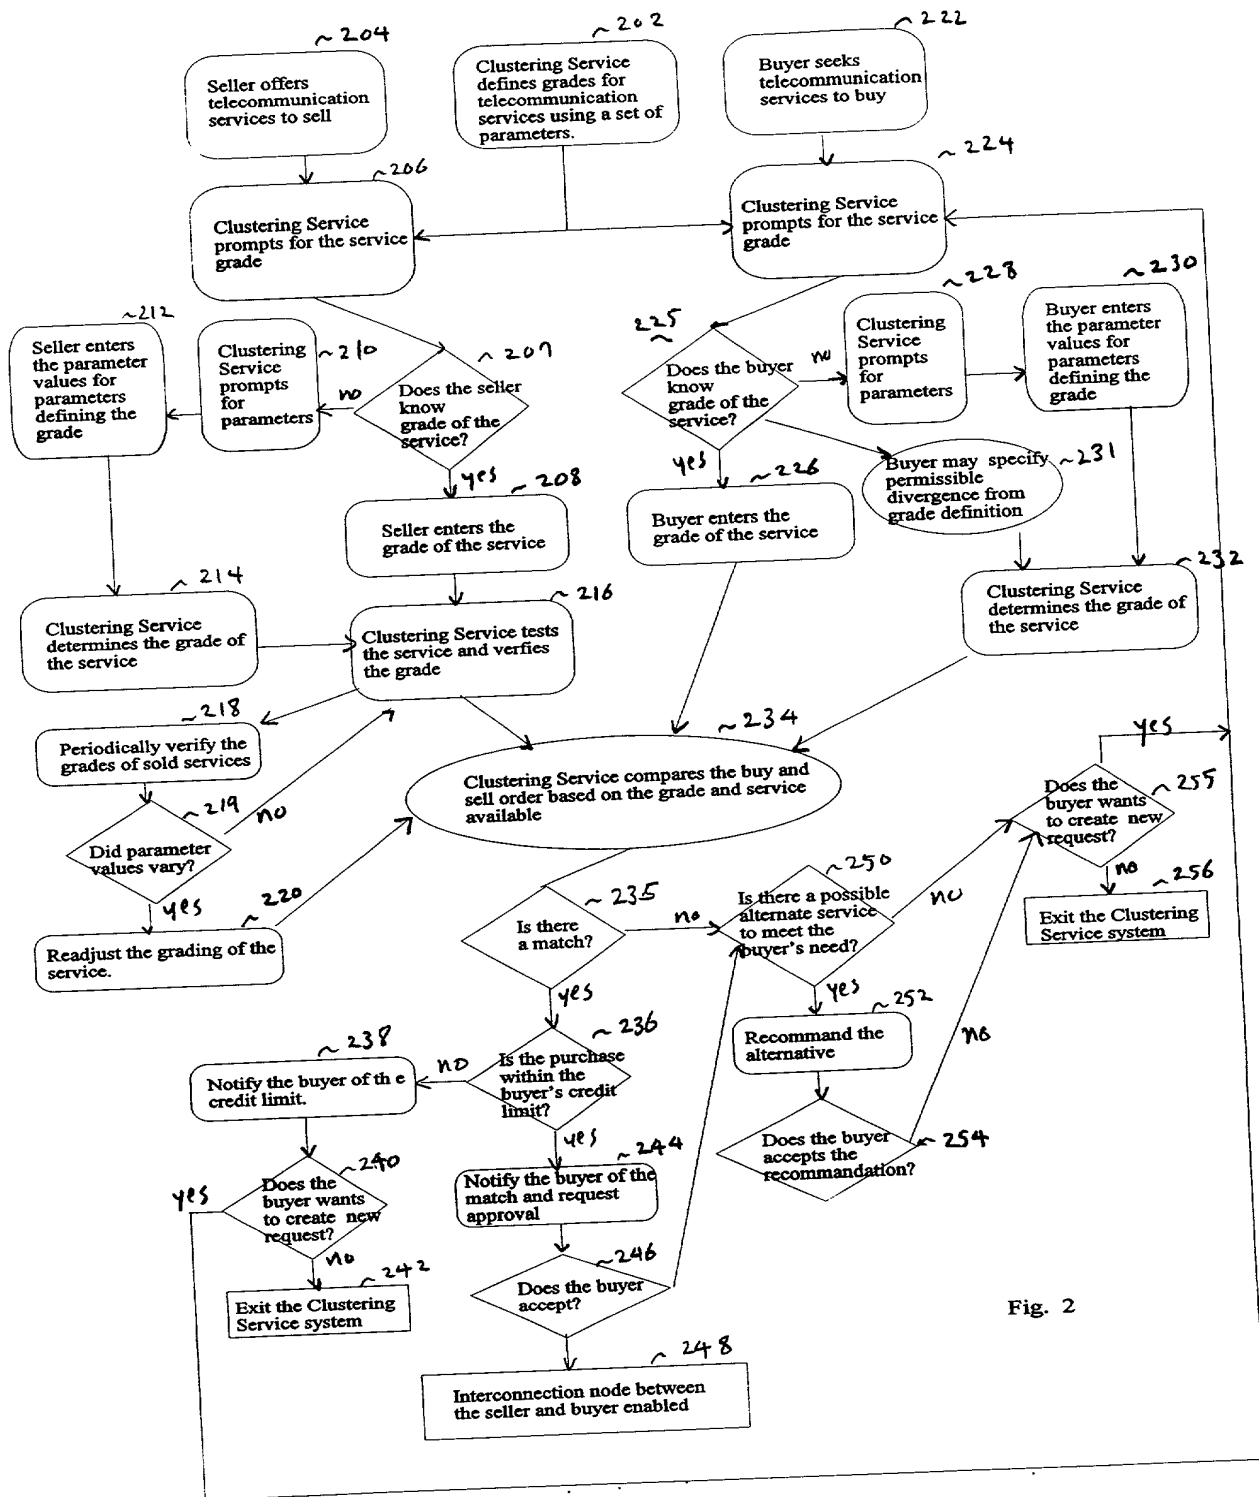 ~204
Seller offers
telecommunication
services to sell
~202
Clustering Service
defines grades for
telecommunication
services using a set of
parameters.
~222
Buyer seeks
telecommunication
services to buy
~206
Clustering Service
prompts for the service
grade
~224
Clustering Service
prompts for the service
grade
~212
Seller enters
the parameter
values for
parameters
defining the
grade
~210
Clustering
Service
prompts
for
parameters
no
~207
Does the seller
know
grade of the
service?
yes
225
~
Does the buyer
know
grade of the
service?
no
yes
~228
Clustering
Service
prompts
for
parameters
~230
Buyer enters
the parameter
values for
parameters
defining the
grade
~208
Seller enters the
grade of the service
~226
Buyer enters the
grade of the service
~231
Buyer may specify
permissible
divergence from
grade definition
~214
Clustering Service
determines the grade of
the service
~216
Clustering Service tests
the service and verfies
the grade
~232
Clustering Service
determines the grade of
the service
~218
Periodically verify the
grades of sold services
~219
no
Did parameter
values vary?
yes
~220
Readjust the grading of the
service.
~234
Clustering Service compares the buy and
sell order based on the grade and service
available
yes
~255
Does the
buyer wants
to create new
request?
no
~256
Exit the Clustering
Service system
~235
Is there
a match?
no
yes
~250
Is there a possible
alternate service
to meet the
buyer's need?
no
yes
~252
Recommand the
alternative
no
~254
Does the buyer
accepts the
recommandation?
~236
Is the purchase
within the
buyer's credit
limit?
no
yes
~238
Notify the buyer of th e
credit limit.
~240
Does the
buyer wants
to create new
request?
yes
no
~242
Exit the Clustering
Service system
~244
Notify the buyer of the
match and request
approval
~246
Does the buyer
accept?
~248
Interconnection node between
the seller and buyer enabled
Fig. 2